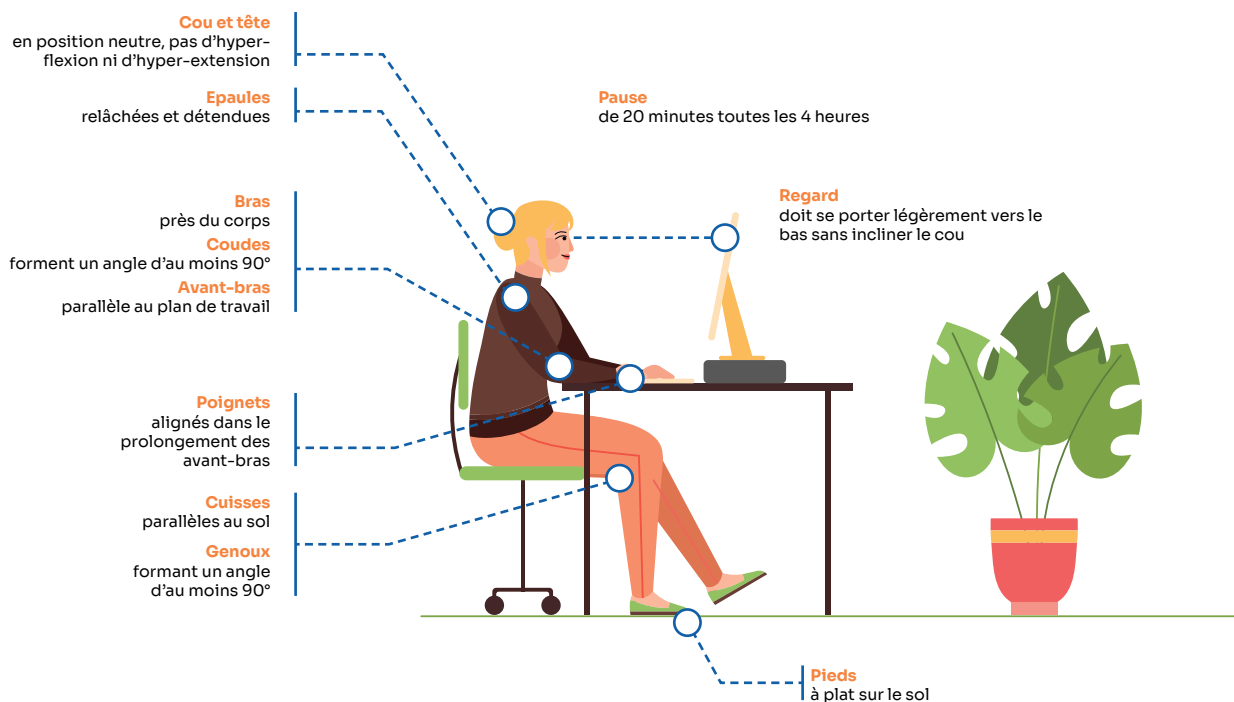 Cou et tête
en position neutre, pas d’hyper-
flexion ni d’hyper-extension
Epaules
relâchées et détendues
Pause
de 20 minutes toutes les 4 heures
Regard
doit se porter légèrement vers le
bas sans incliner le cou
Bras
près du corps
Coudes
forment un angle d’au moins 90°
Avant-bras
parallèle au plan de travail
Poignets
alignés dans le
prolongement des
avant-bras
Cuisses
parallèles au sol
Genoux
formant un angle
d’au moins 90°
Pieds
à plat sur le sol